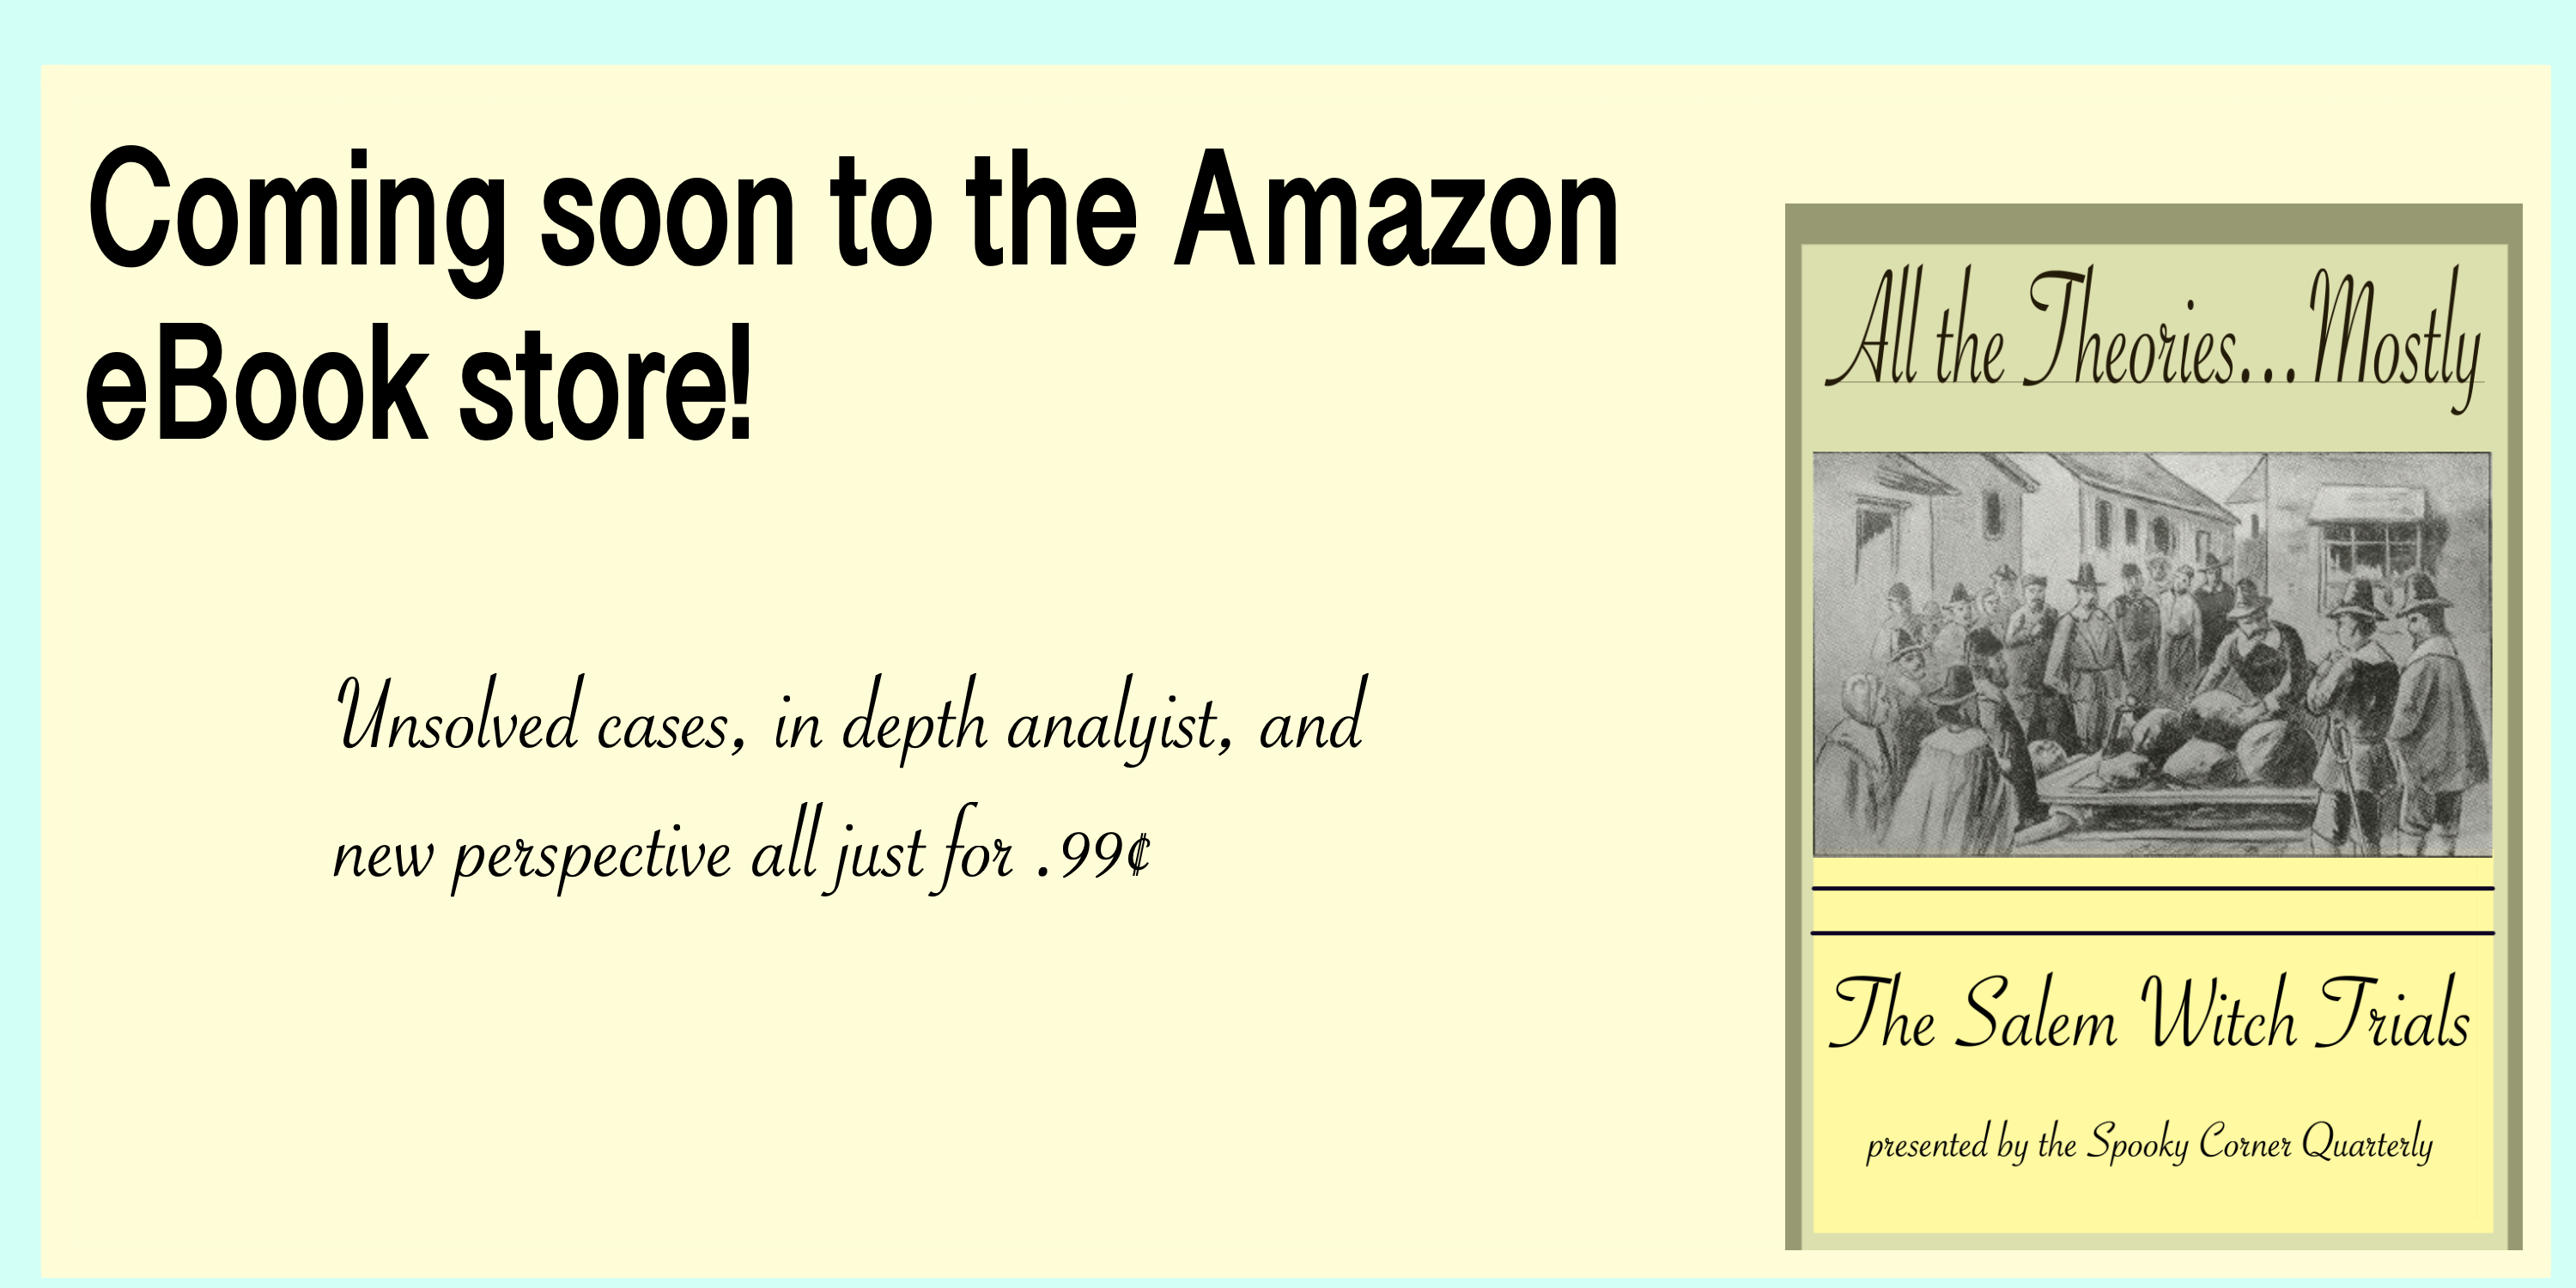 Coming soon to the Amazon
eBook store!
Unsolved cases, in depth analyist, and
new perspective all just for .99¢
All the Theories...Mostly
The Salem Witch Trials
presented by the Spooky Corner Quarterly